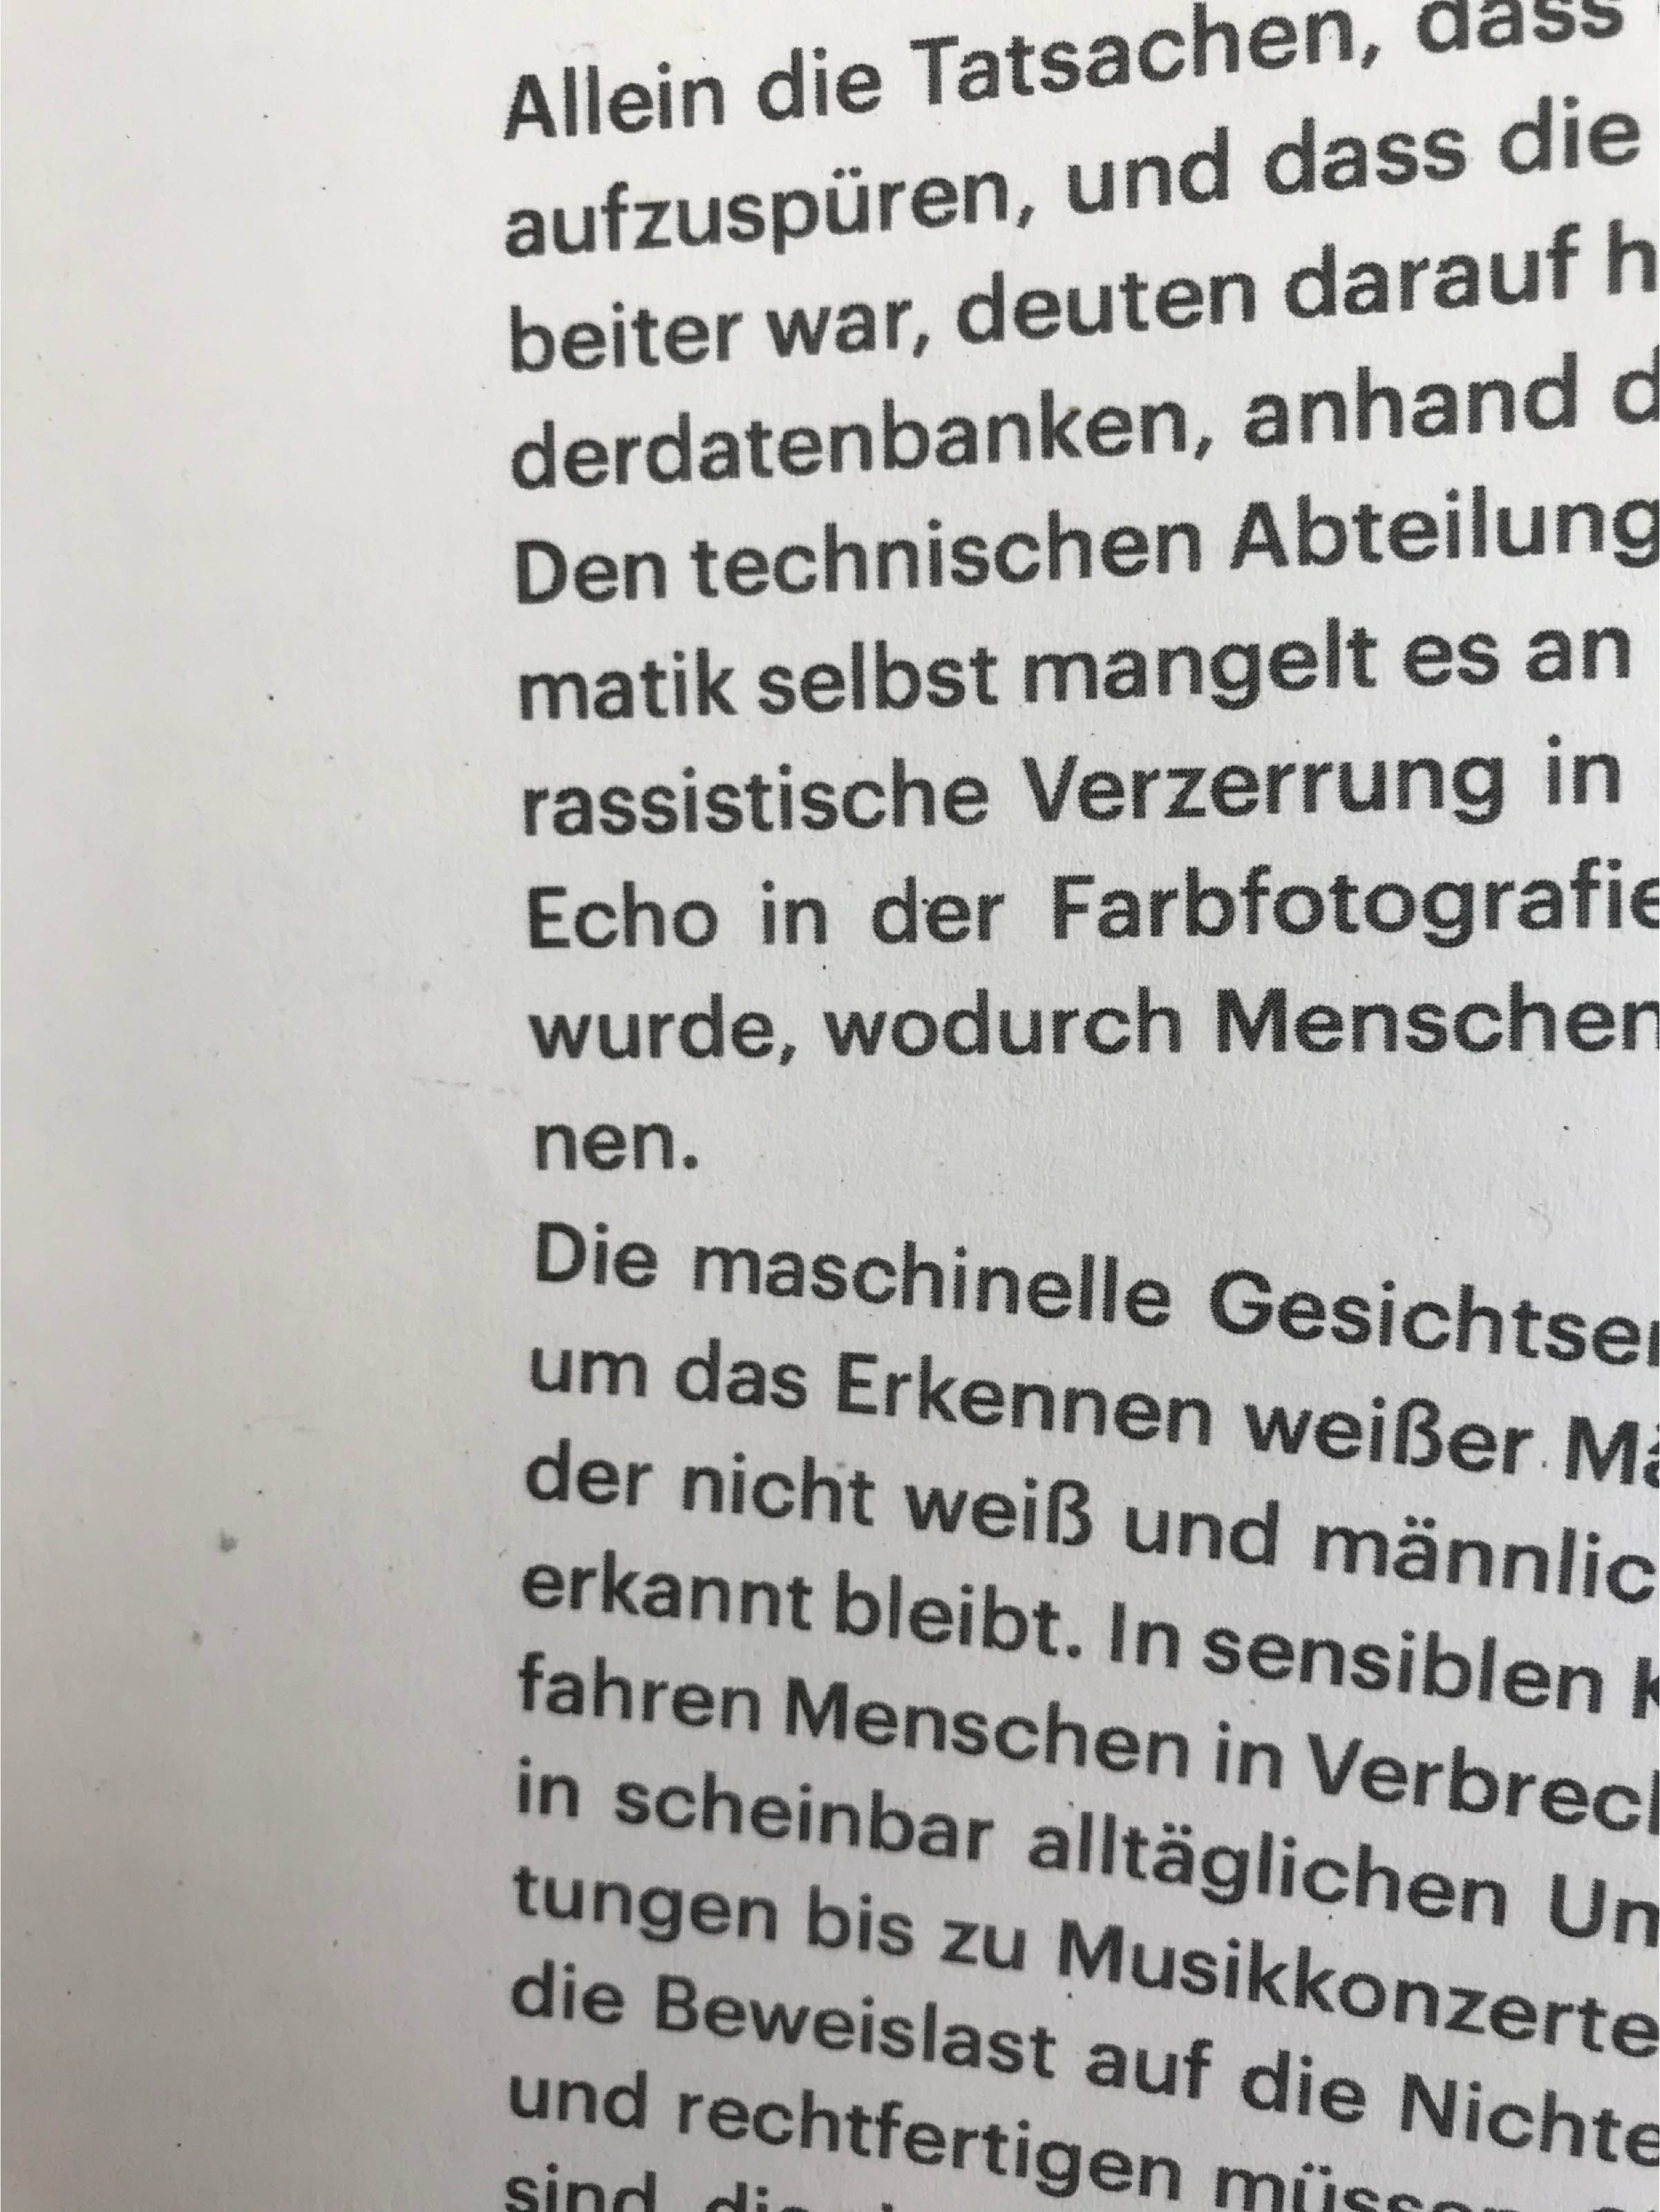 Allein die Tatsachen, dass
aufzuspüren, und dass die
beiter war, deuten darauf h
derdatenbanken, anhand d
Den technischen Abteilung
matik selbst mangelt es an
rassistische Verzerrung in
Echo in der Farbfotografie
wurde, wodurch Menschen
nen.
Die maschinelle Gesichtser
um das Erkennen weißer Mä
der nicht weiß und männlic
erkannt bleibt. In sensiblen K
fahren Menschen in Verbrecl
in scheinbar alltäglichen Un
tungen bis zu Musikkonzerte
die Beweislast auf die Nichte
und rechtfertigen müssen
sind die